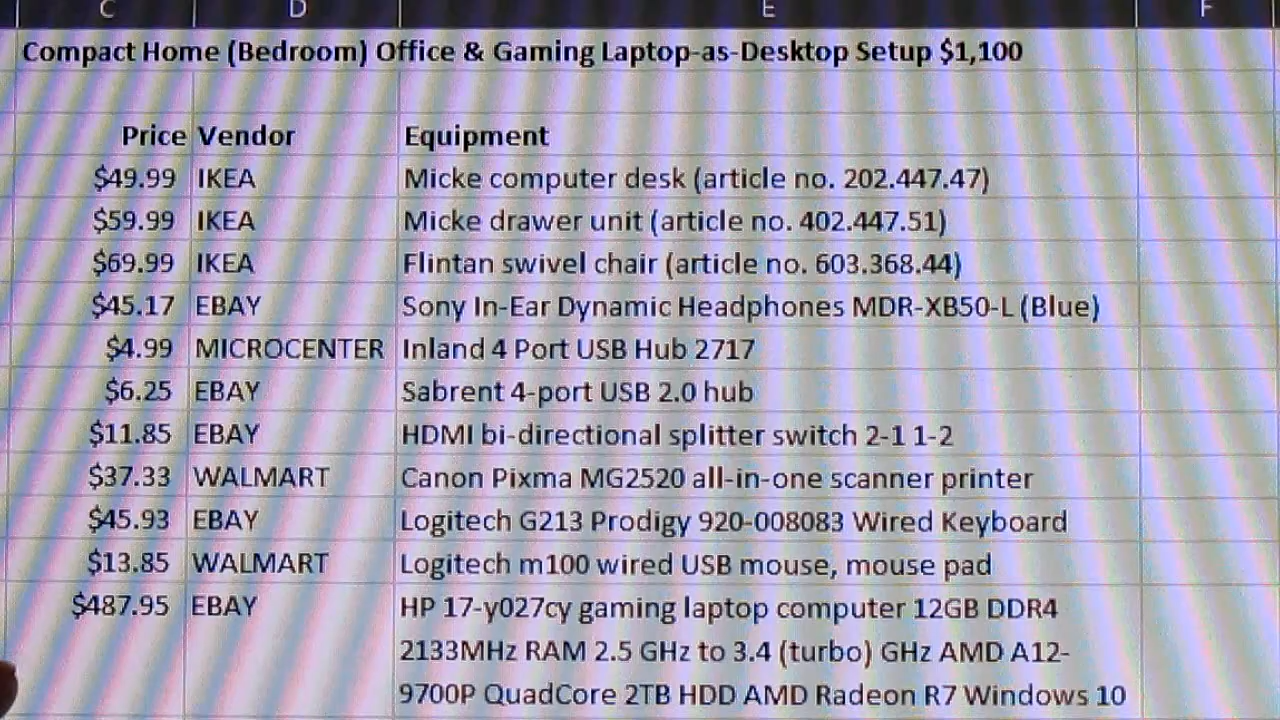 C D E F
Compact Home (Bedroom) Office & Gaming Laptop-as-Desktop Setup $1,100
Price Vendor Equipment
$49.99 IKEA Micke computer desk (article no. 202.447.47)
$59.99 IKEA Micke drawer unit (article no. 402.447.51)
$69.99 IKEA Flintan swivel chair (article no. 603.368.44)
$45.17 EBAY Sony In-Ear Dynamic Headphones MDR-XB50-L (Blue)
$4.99 MICROCENTER Inland 4 Port USB Hub 2717
$6.25 EBAY Sabrent 4-port USB 2.0 hub
$11.85 EBAY HDMI bi-directional splitter switch 2-1 1-2
$37.33 WALMART Canon Pixma MG2520 all-in-one scanner printer
$45.93 EBAY Logitech G213 Prodigy 920-008083 Wired Keyboard
$13.85 WALMART Logitech m100 wired USB mouse, mouse pad
$487.95 EBAY HP 17-y027cy gaming laptop computer 12GB DDR4
2133MHz RAM 2.5 GHz to 3.4 (turbo) GHz AMD A12-
9700P QuadCore 2TB HDD AMD Radeon R7 Windows 10